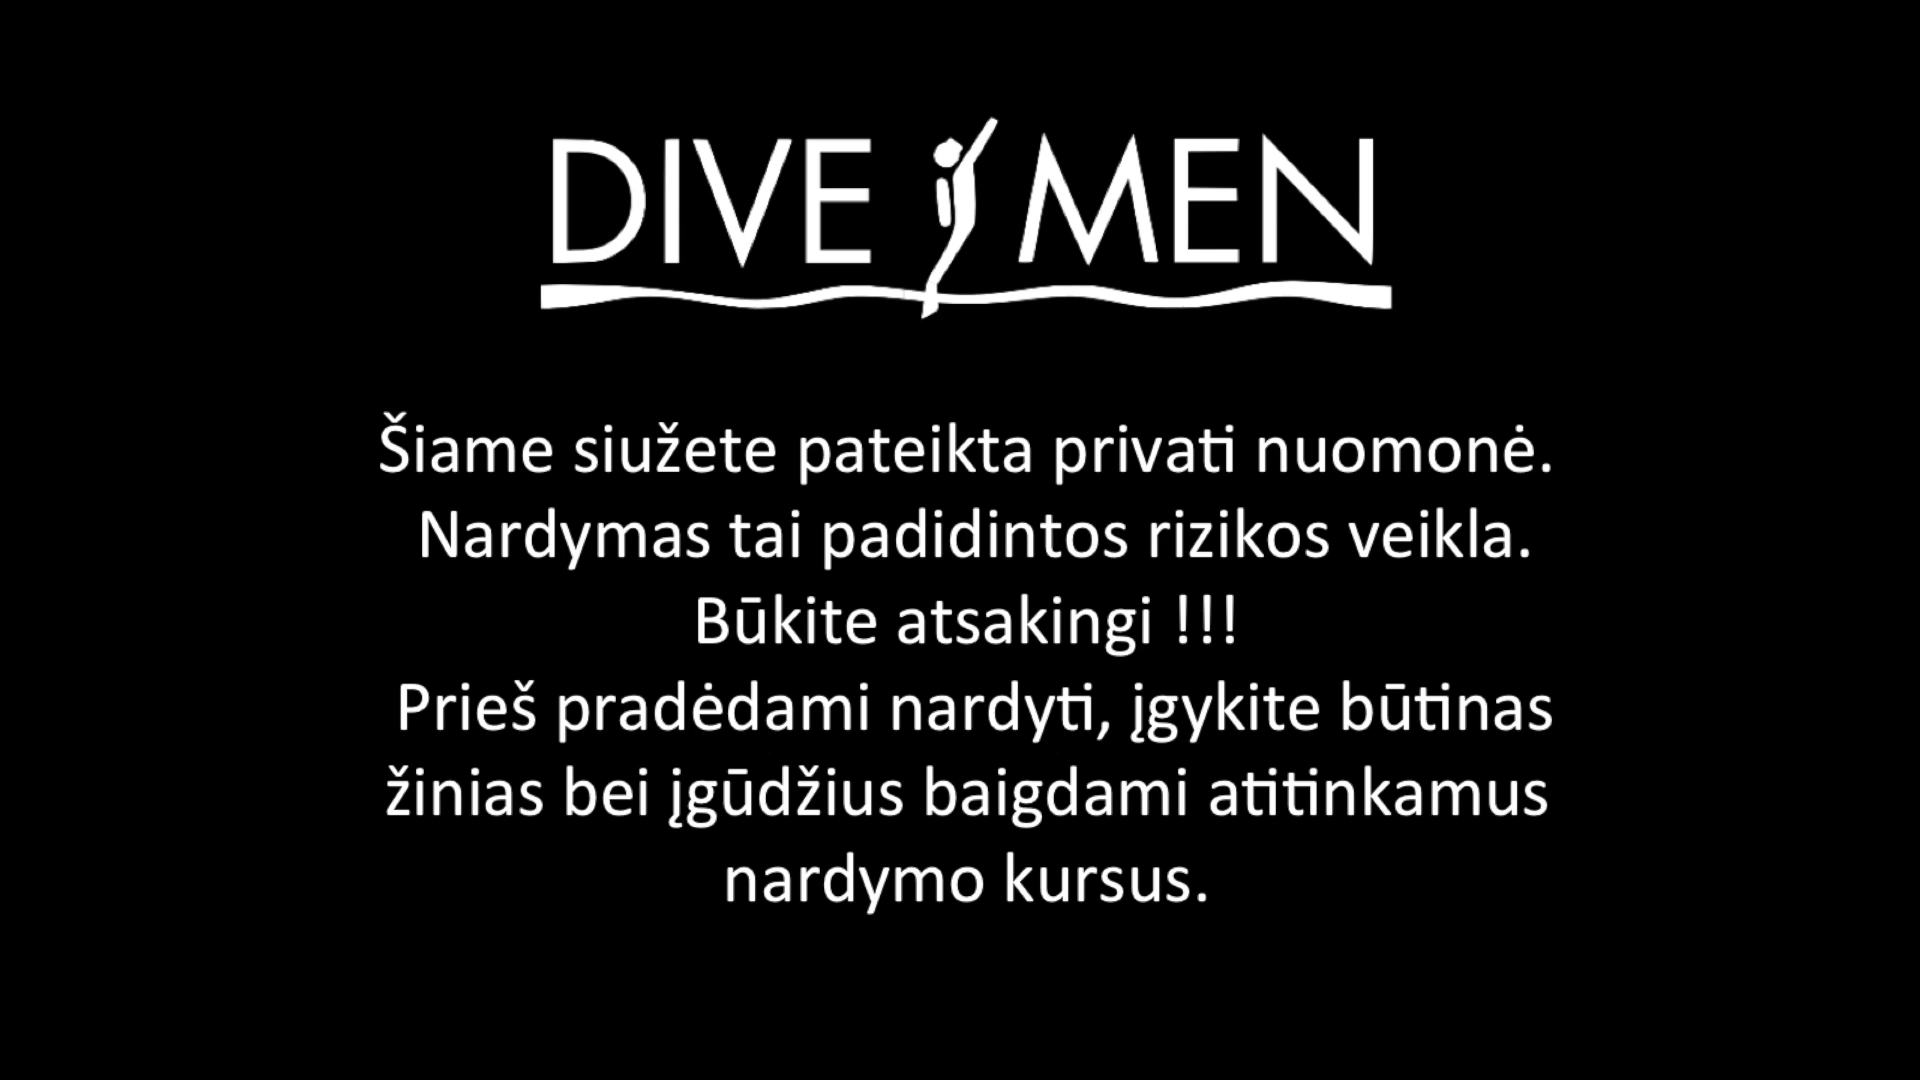 DIVE MEN
Šiame siužete pateikta privati nuomonė.
Nardymas tai padidintos rizikos veikla.
Būkite atsakingi !!!
Prieš pradėdami nardyti, įgykite būtinas
žinias bei įgūdžius baigdami atitinkamus
nardymo kursus.